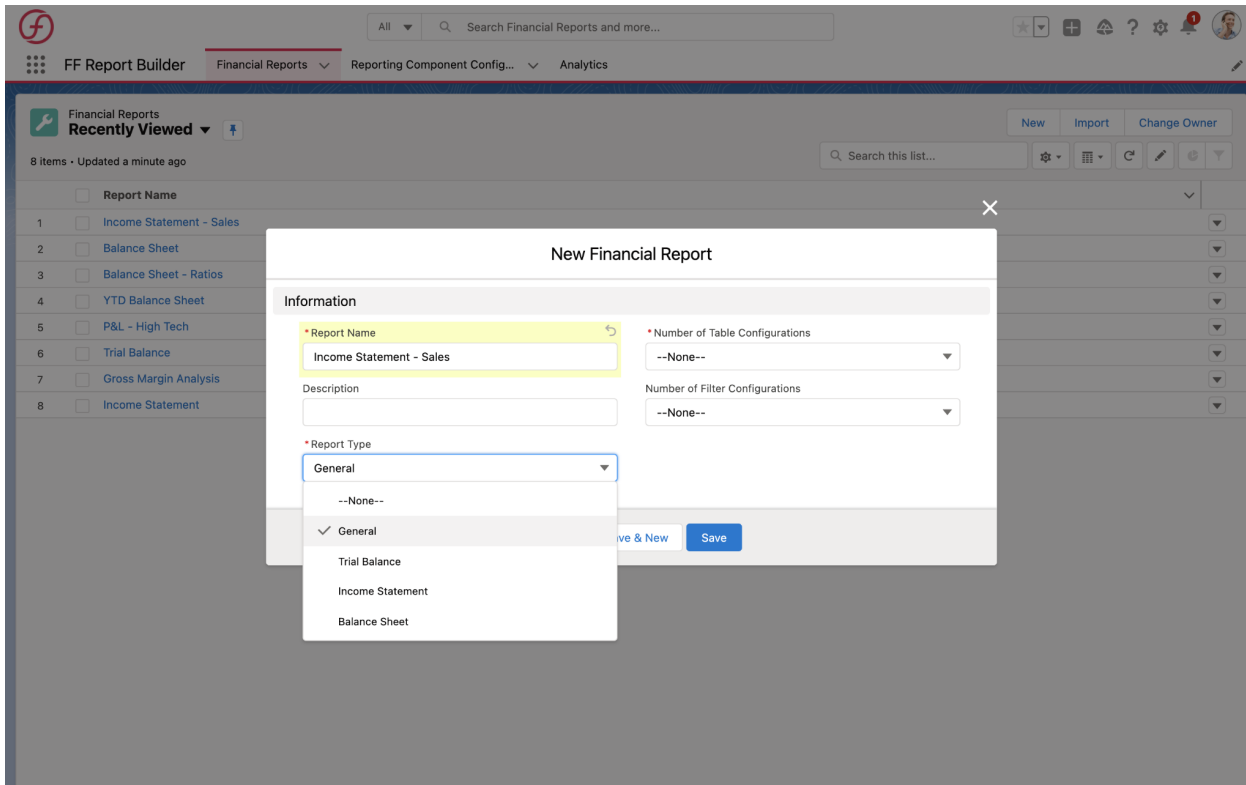 All
Search Financial Reports and more...
1
FF Report Builder
Financial Reports
Reporting Component Config...
Analytics
Financial Reports
Recently Viewed
New
Import
Change Owner
8 items • Updated a minute ago
Search this list...
Report Name
1 Income Statement - Sales
2 Balance Sheet
3 Balance Sheet - Ratios
4 YTD Balance Sheet
5 P&L - High Tech
6 Trial Balance
7 Gross Margin Analysis
8 Income Statement
New Financial Report
Information
*Report Name
Income Statement - Sales
*Number of Table Configurations
--None--
Description
Number of Filter Configurations
--None--
*Report Type
General
--None--
General
Trial Balance
Income Statement
Balance Sheet
ve & New
Save